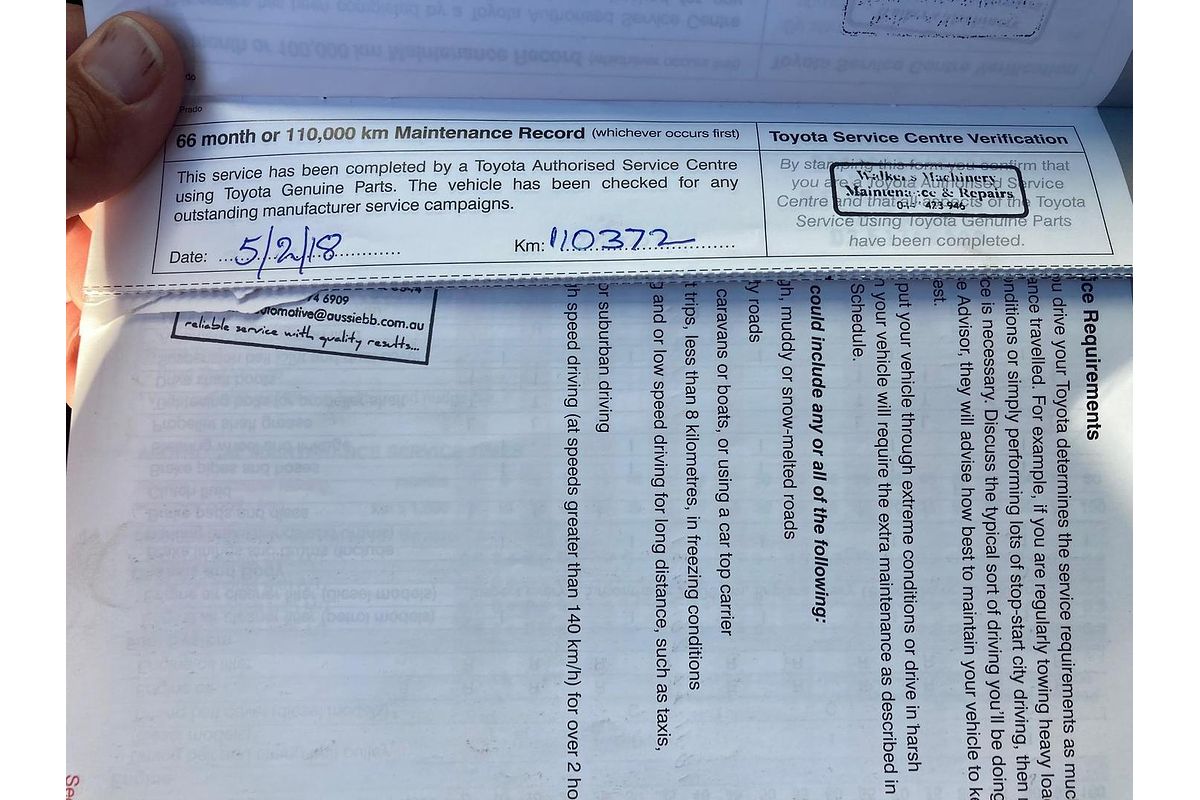 Prado
66 month or 110,000 km Maintenance Record (whichever occurs first)
This service has been completed by a Toyota Authorised Service Centre
using Toyota Genuine Parts. The vehicle has been checked for any
outstanding manufacturer service campaigns.
Date: 5/2/18
Km: 110372
Toyota Service Centre Verification
By stamping this form you confirm that
you are a Toyota Authorised Service
Centre and that all aspects of the Toyota
Service using Toyota Genuine Parts
have been completed.
Walkers Machinery
Maintenance & Repairs
473 946
4 6909
utomotive@aussiebb.com.au
reliable service with quality results...
ice Requirements
ou drive your Toyota determines the service requirements as muc
ance travelled. For example, if you are regularly towing heavy loa
onditions or simply performing lots of stop-start city driving, then
ce is necessary. Discuss the typical sort of driving you'll be doing
e Advisor, they will advise how best to maintain your vehicle to ke
est.
put your vehicle through extreme conditions or drive in harsh
n your vehicle will require the extra maintenance as described in
Schedule.
could include any or all of the following:
gh, muddy or snow-melted roads
ty roads
caravans or boats, or using a car top carrier
t trips, less than 8 kilometres, in freezing conditions
g and or low speed driving for long distance, such as taxis,
or suburban driving
h speed driving (at speeds greater than 140 km/h) for over 2 ho